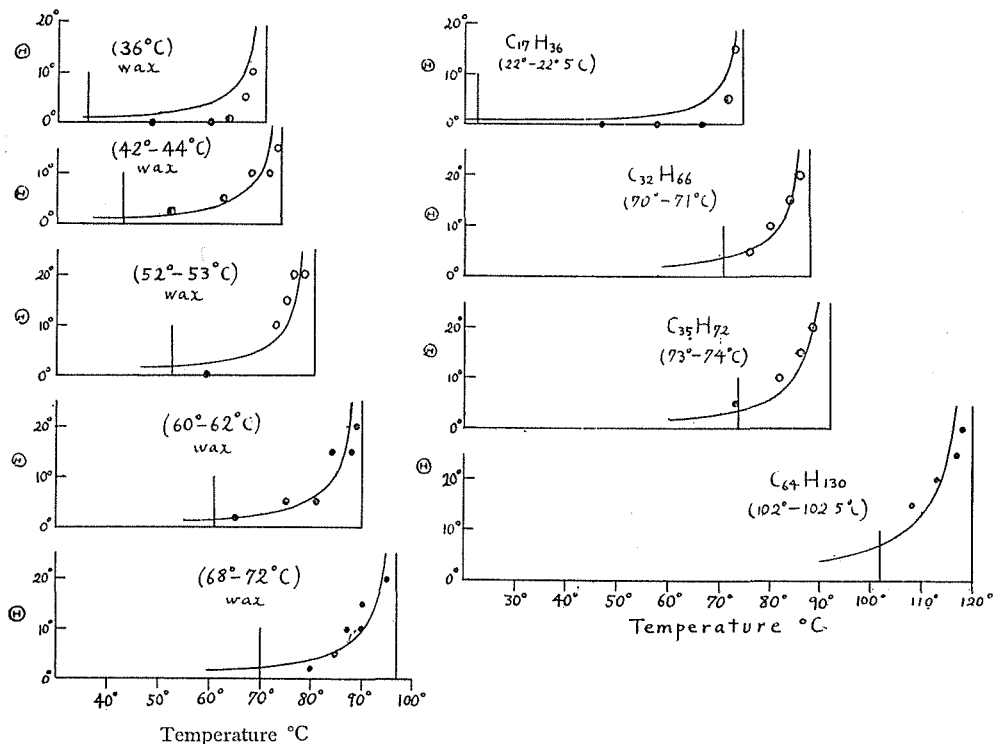 20°
Θ
10°
0°
(36°C)
wax
Θ
10°
0°
(42°-44°C)
wax
20°
Θ
10°
0°
(52°-53°C)
wax
20°
Θ
10°
0°
(60°-62°C)
wax
20°
Θ
10°
0°
(68°-72°C)
wax
40° 50° 60° 70° 80° 90° 100°
Temperature °C
20°
Θ
10°
0°
C17H36
(22°-22°5C)
20°
Θ
10°
0°
C32H66
(70°-71°C)
20°
Θ
10°
0°
C35H72
(73°-74°C)
Θ
20°
10°
0°
C64H130
(102°-102 5°C)
30° 40° 50° 60° 70° 80° 90° 100° 110° 120°
Temperature °C